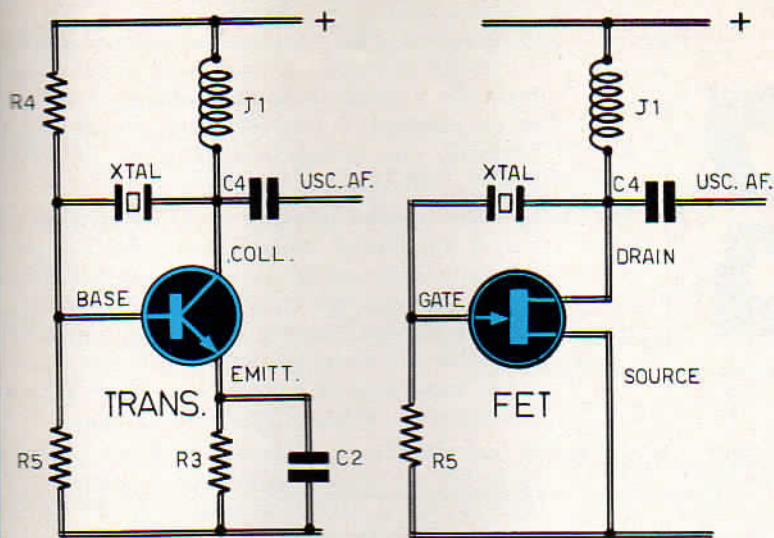 +
R4
J1
XTAL
C4
USC. AF.
.COLL.
BASE
EMITT.
TRANS.
R5
R3
C2
+
J1
XTAL
C4
USC. AF.
DRAIN
GATE
SOURCE
FET
R5